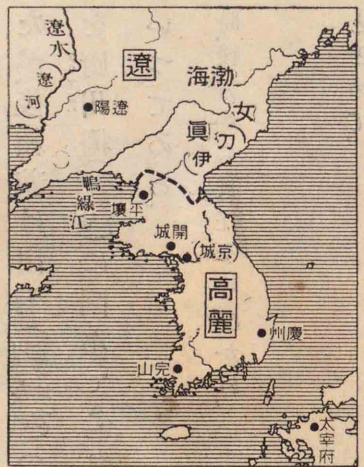 遼水
(遼河)
遼
遼陽
渤海
女眞
(刀伊)
鴨綠江
平壤
開城
(京城)
高麗
慶州
完山
太宰府